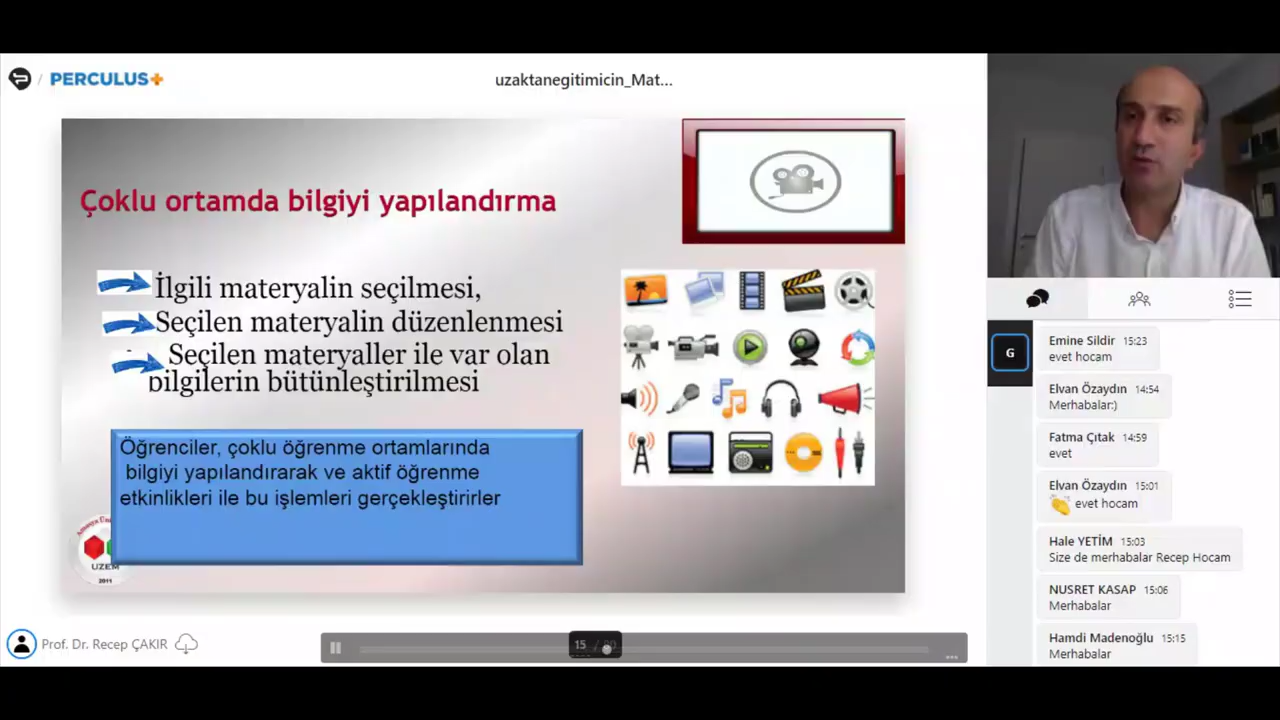 / PERCULUS+
uzaktanegitimicin_Mat...
Çoklu ortamda bilgiyi yapılandırma
İlgili materyalin seçilmesi,
Seçilen materyalin düzenlenmesi
Seçilen materyaller ile var olan
bilgilerin bütünleştirilmesi
Öğrenciler, çoklu öğrenme ortamlarında
bilgiyi yapılandırarak ve aktif öğrenme
etkinlikleri ile bu işlemleri gerçekleştirirler
Amasya
UZEM
2011
Prof. Dr. Recep ÇAKIR
15 /
G
Emine Sildir 15:23
evet hocam
Elvan Özaydın 14:54
Merhabalar:)
Fatma Çıtak 14:59
evet
Elvan Özaydın 15:01
evet hocam
Hale YETİM 15:03
Size de merhabalar Recep Hocam
NUSRET KASAP 15:06
Merhabalar
Hamdi Madenoğlu 15:15
Merhabalar